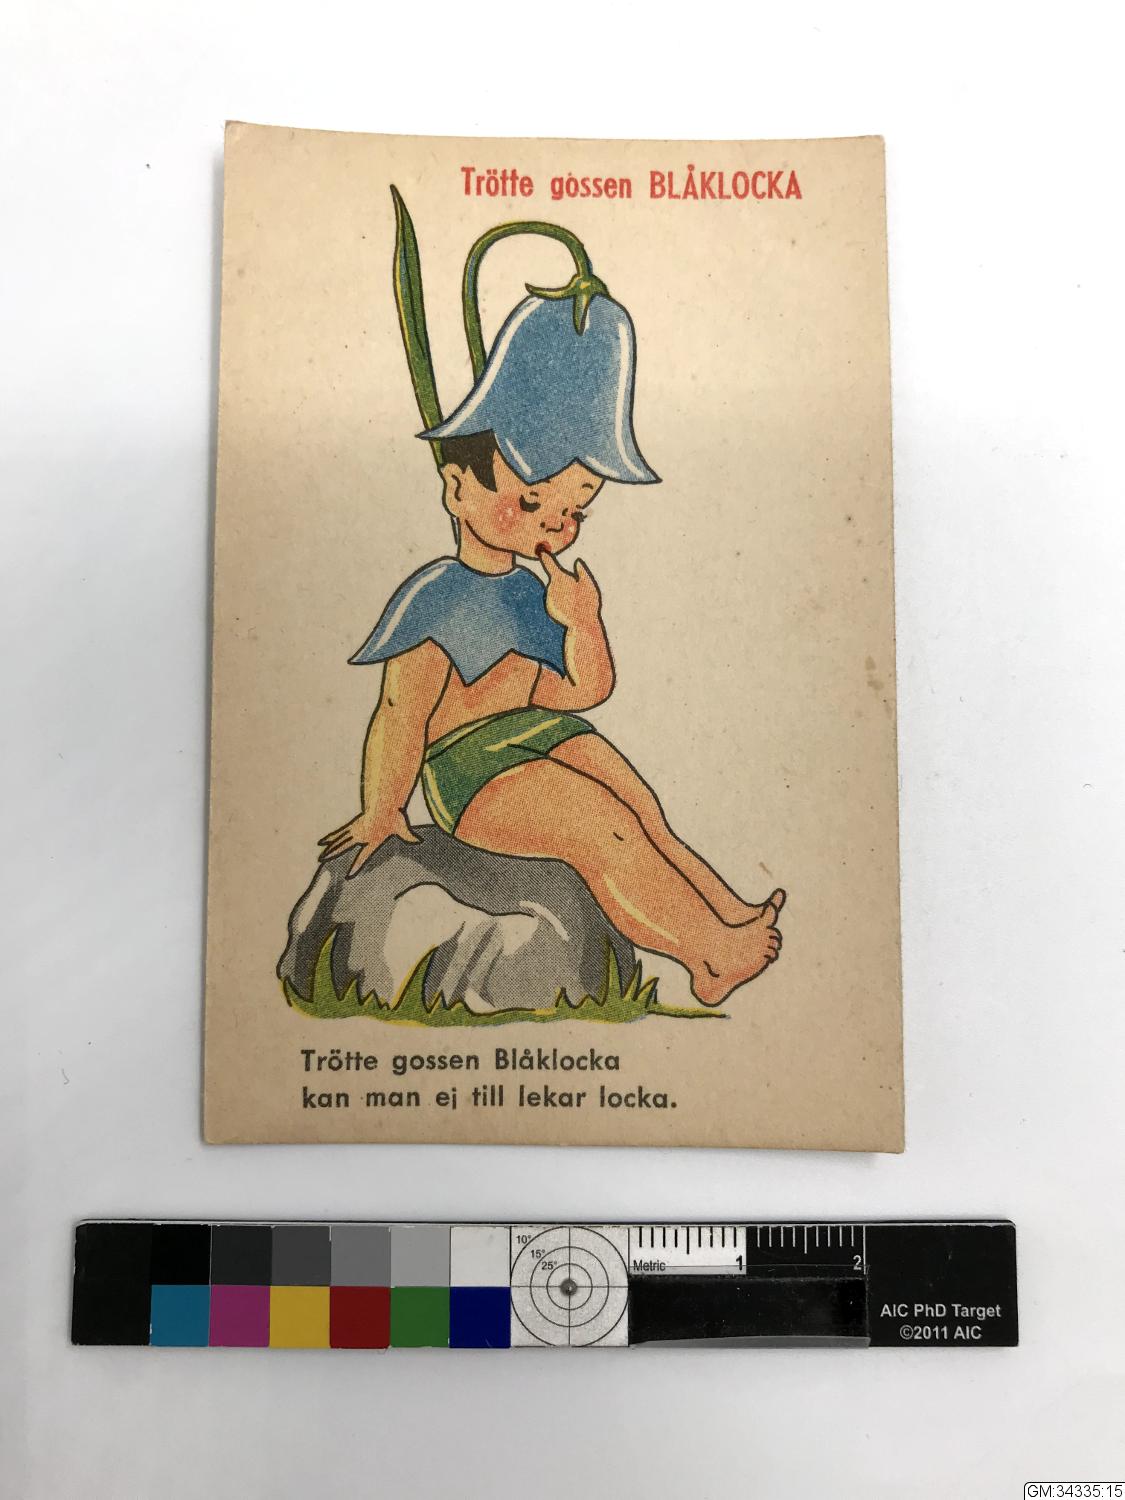 Trötte gossen BLÅKLOCKA
Trötte gossen Blåklocka
kan man ej till lekar locka.
10°
15°
25°
Metric
1
2
AIC PhD Target
©2011 AIC
GM:34335:15